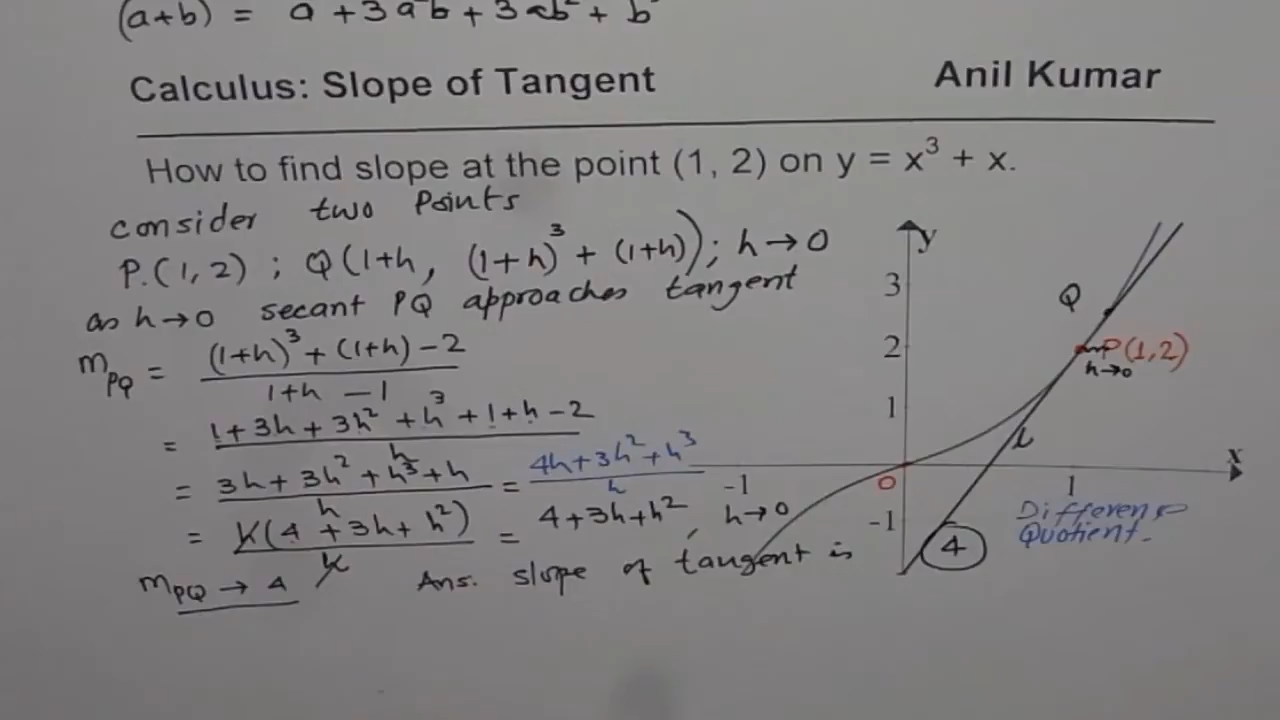 (a+b) = a + 3a b + 3ab² + b
Calculus: Slope of Tangent
Anil Kumar
How to find slope at the point (1, 2) on y = x³ + x.
consider two Points
P.(1,2) ; Q(1+h, (1+h)³ + (1+h)) ; h→0
as h→0 secant PQ approaches tangent
m_PQ = ((1+h)³ + (1+h) - 2) / (1+h - 1)
= (1+3h+3h²+h³+1+h-2) / h
= (3h+3h²+h³+h) / h = (4h+3h²+h³) / h
= h(4+3h+h²) / h = 4+3h+h², h→0
m_PQ → 4
Ans. slope of tangent is 4
y
3
2
1
-1
Q
P(1,2)
h→0
l
x
-1
0
1
Different
Quotient.